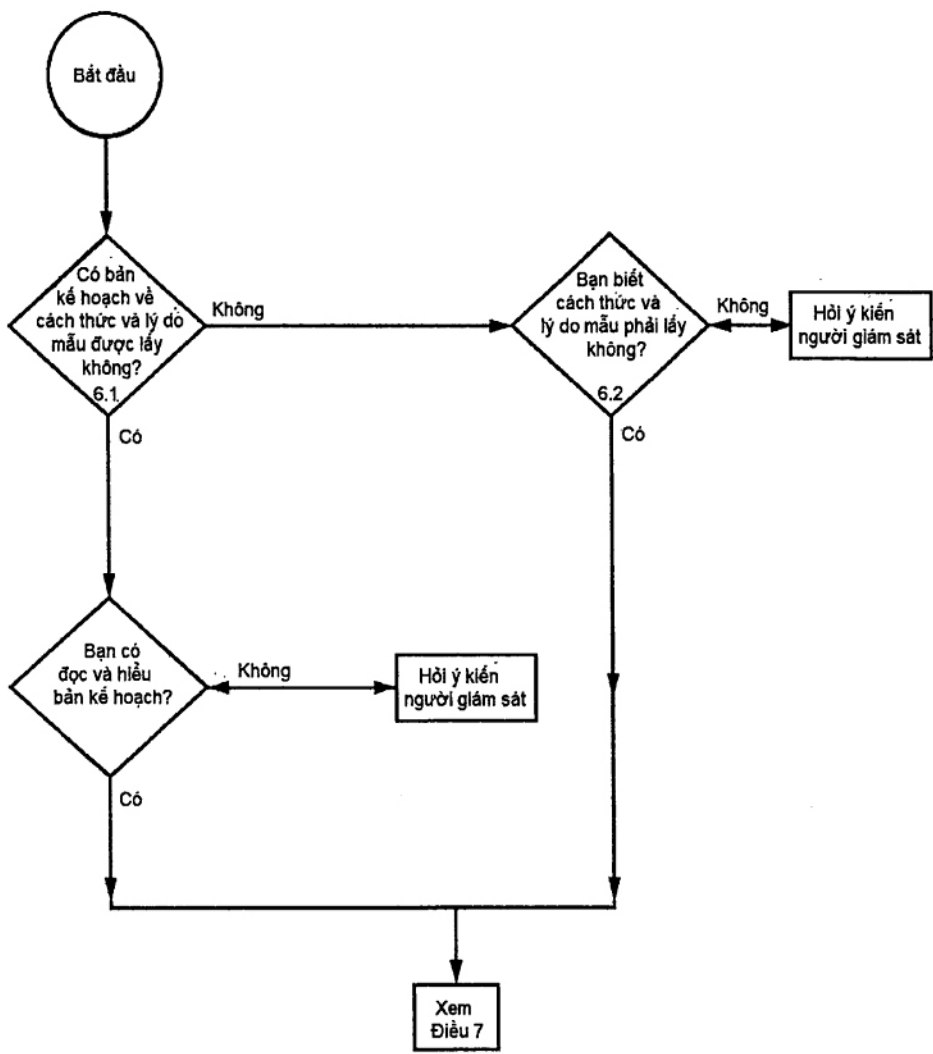 Bắt đầu
Có bản
kế hoạch về
cách thức và lý do
mẫu được lấy
không?
6.1
Không
Bạn biết
cách thức và
lý do mẫu phải lấy
không?
6.2
Không
Hỏi ý kiến
người giám sát
Có
Có
Bạn có
đọc và hiểu
bản kế hoạch?
Không
Hỏi ý kiến
người giám sát
Có
Xem
Điều 7